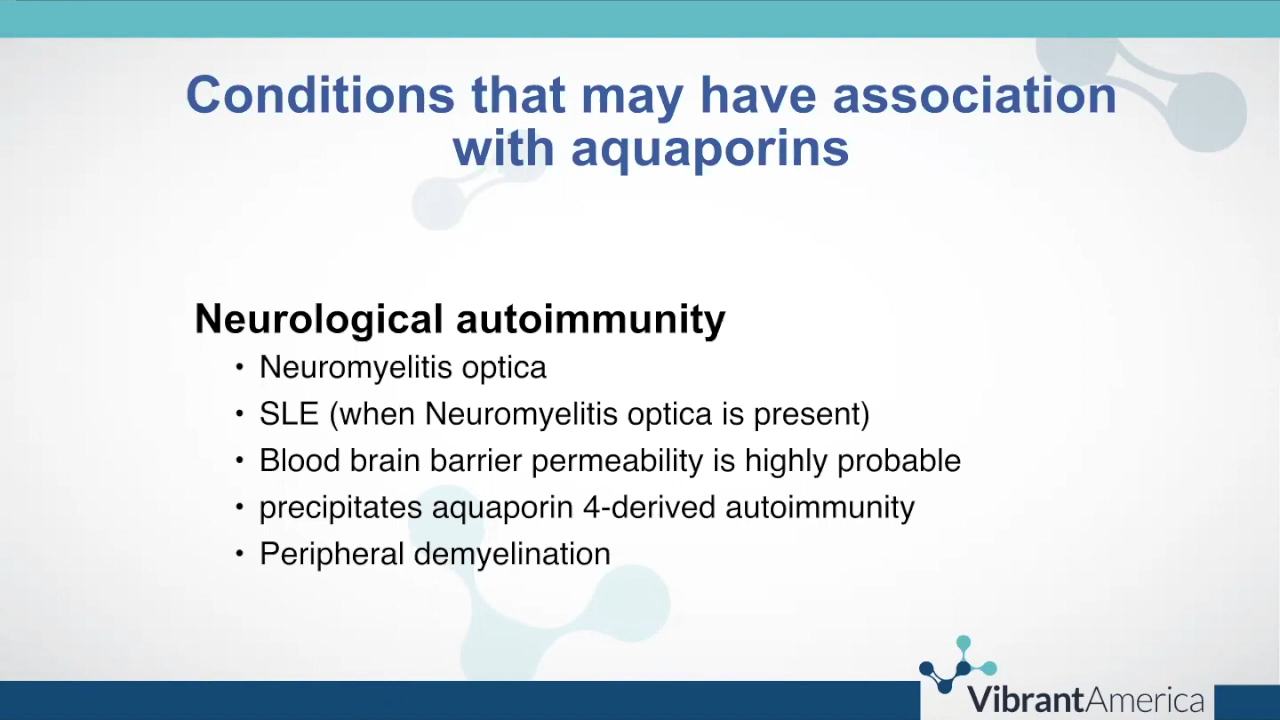 Conditions that may have association
with aquaporins
Neurological autoimmunity
• Neuromyelitis optica
• SLE (when Neuromyelitis optica is present)
• Blood brain barrier permeability is highly probable
• precipitates aquaporin 4-derived autoimmunity
• Peripheral demyelination
VibrantAmerica